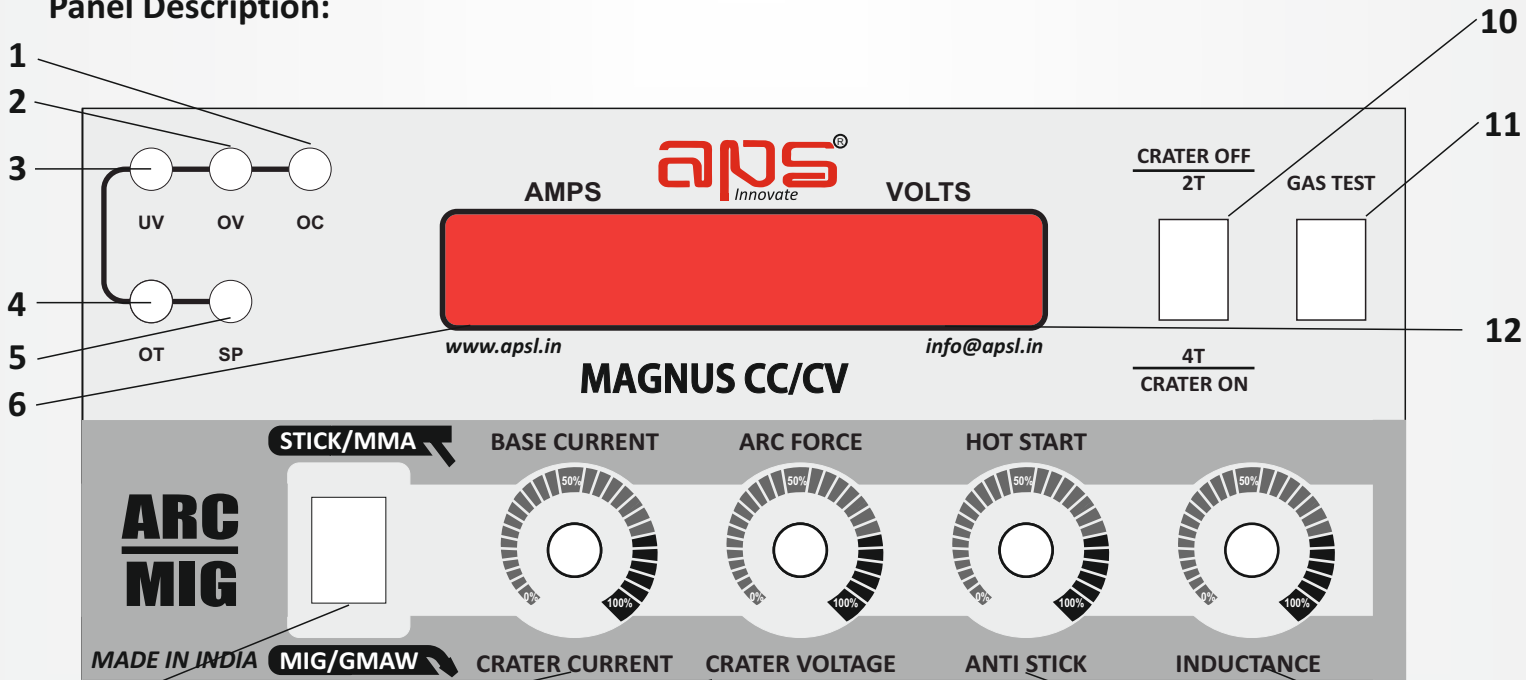 Panel Description:
1
2
3
4
5
6
10
11
12
UV OV OC
OT SP
aps®
Innovate
AMPS VOLTS
www.apsl.in info@apsl.in
MAGNUS CC/CV
CRATER OFF
2T
GAS TEST
4T
CRATER ON
STICK/MMA
BASE CURRENT ARC FORCE HOT START
ARC
MIG
0% 50% 100%
0% 50% 100%
0% 50% 100%
0% 50% 100%
MADE IN INDIA MIG/GMAW CRATER CURRENT CRATER VOLTAGE ANTI STICK INDUCTANCE